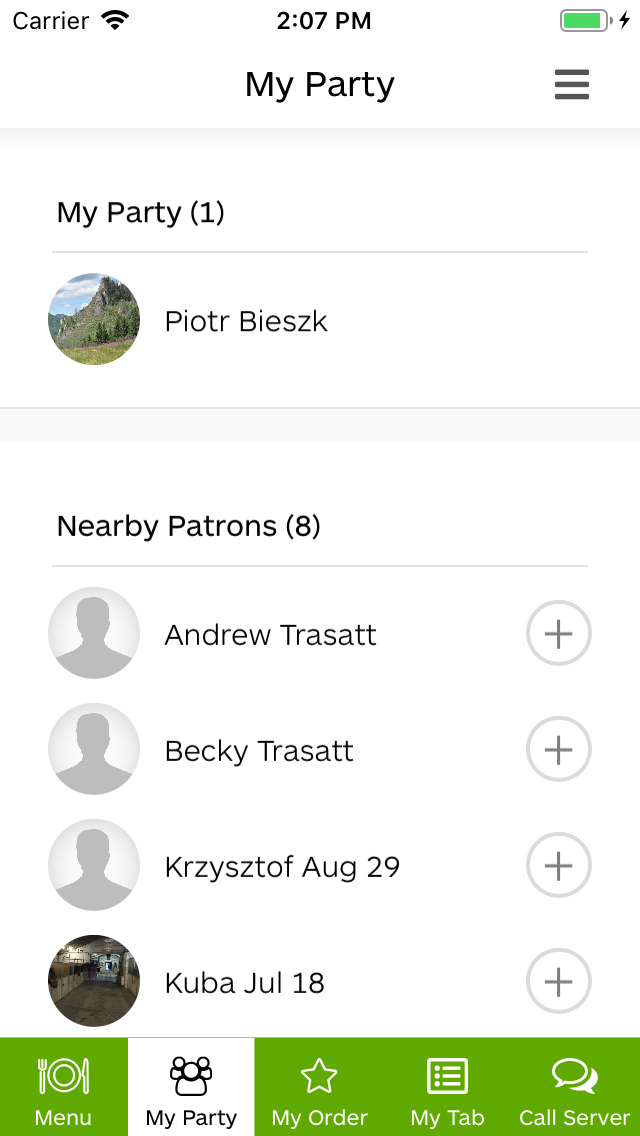 Carrier 2:07 PM
My Party
My Party (1)
Piotr Bieszk
Nearby Patrons (8)
Andrew Trasatt
Becky Trasatt
Krzysztof Aug 29
Kuba Jul 18
Menu My Party My Order My Tab Call Server